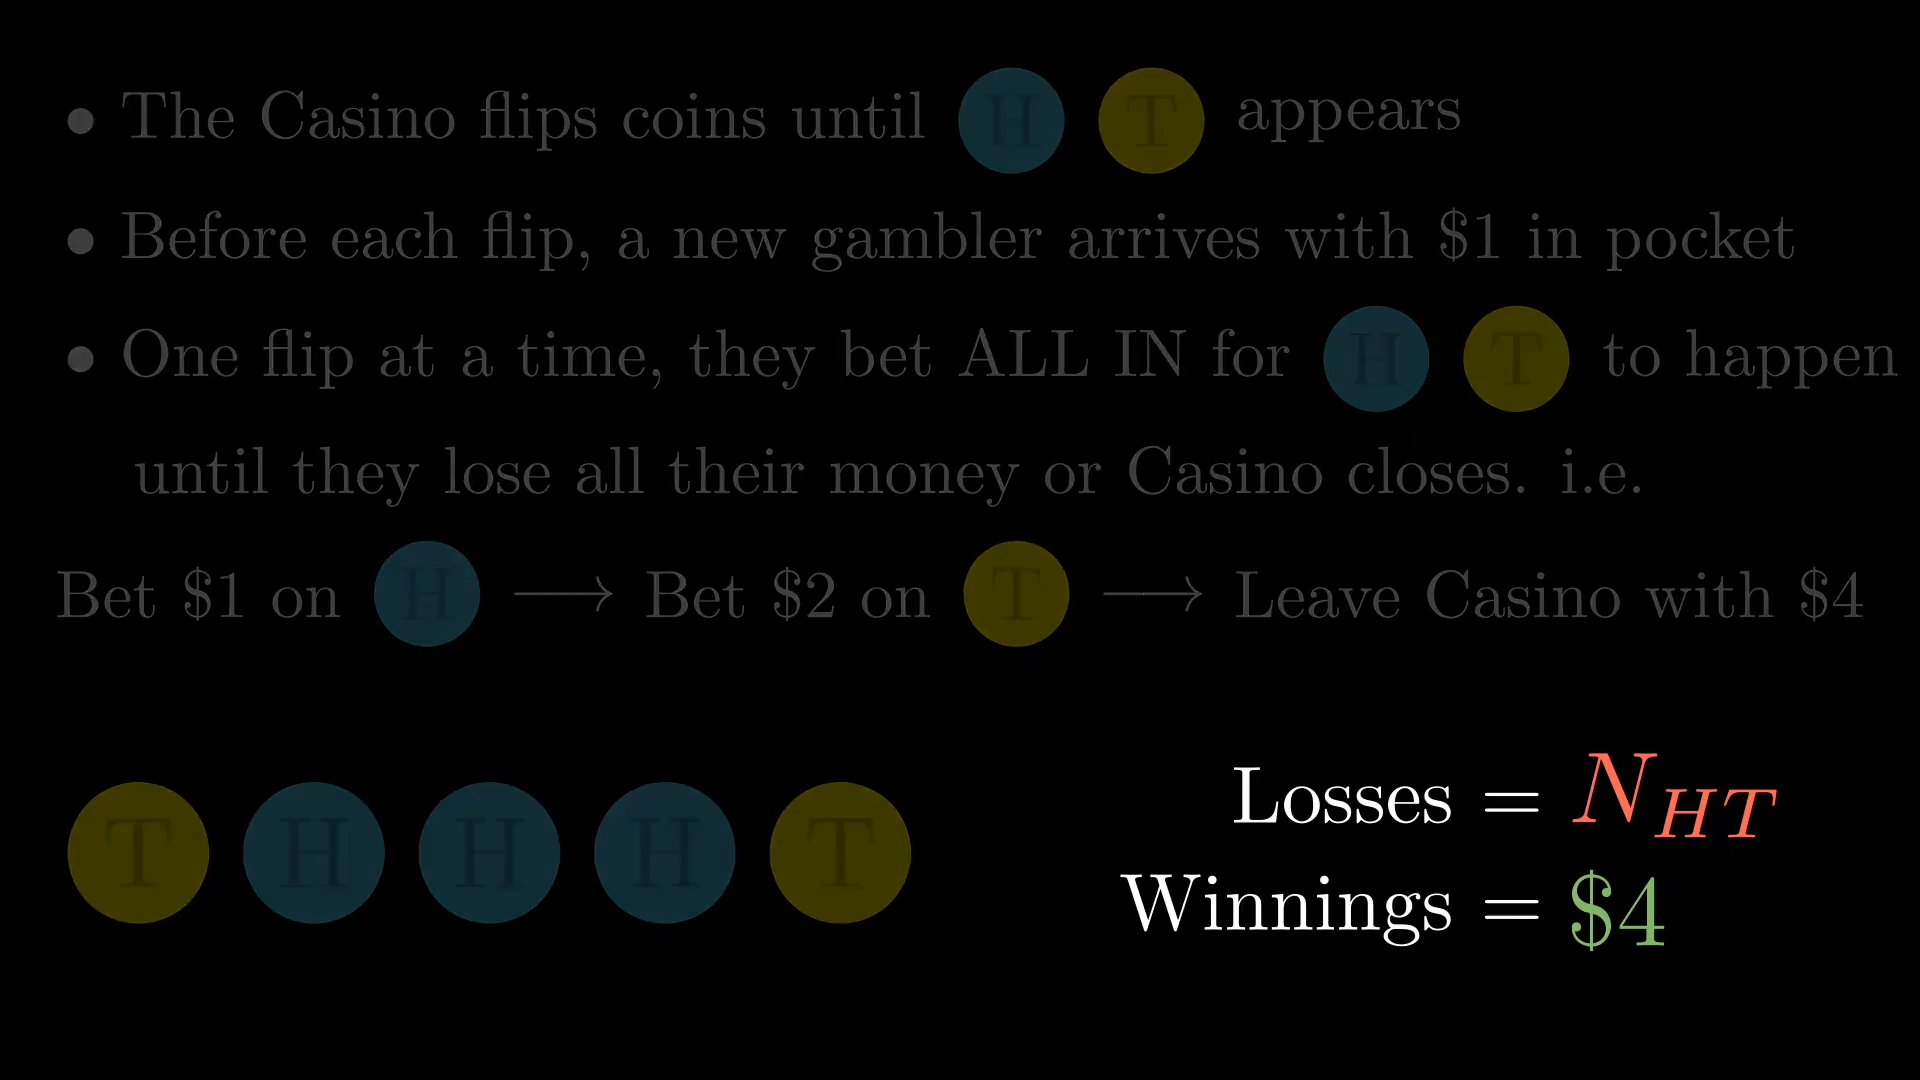 • The Casino flips coins until H T appears
• Before each flip, a new gambler arrives with $1 in pocket
• One flip at a time, they bet ALL IN for H T to happen
until they lose all their money or Casino closes. i.e.
Bet $1 on H → Bet $2 on T → Leave Casino with $4
T H H H T
Losses = N_{HT}
Winnings = $4